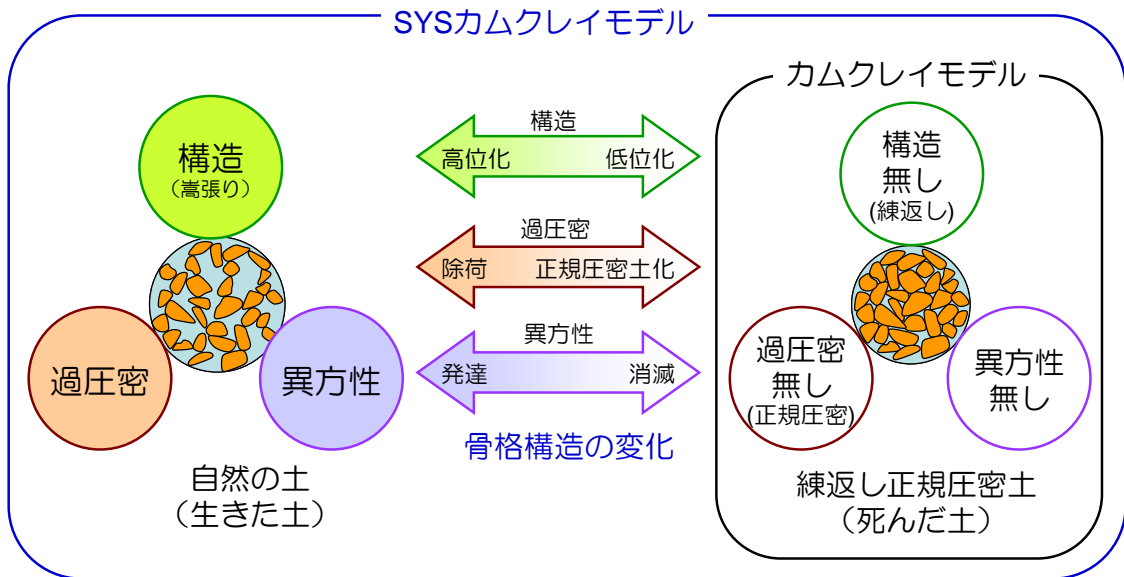 SYSカムクレイモデル
カムクレイモデル
構造
（嵩張り）
過圧密
異方性
自然の土
（生きた土）
構造
高位化
低位化
過圧密
除荷
正規圧密土化
異方性
発達
消滅
骨格構造の変化
構造
無し
(練返し)
過圧密
無し
(正規圧密)
異方性
無し
練返し正規圧密土
（死んだ土）